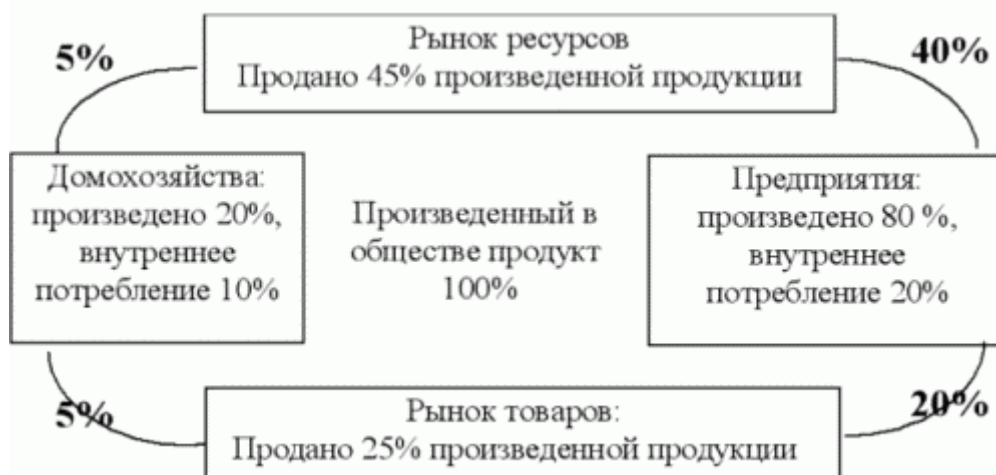 5%
Рынок ресурсов
Продано 45% произведенной продукции
40%
Домохозяйства:
произведено 20%,
внутреннее
потребление 10%
Произведенный в
обществе продукт
100%
Предприятия:
произведено 80 %,
внутреннее
потребление 20%
5%
Рынок товаров:
Продано 25% произведенной продукции
20%